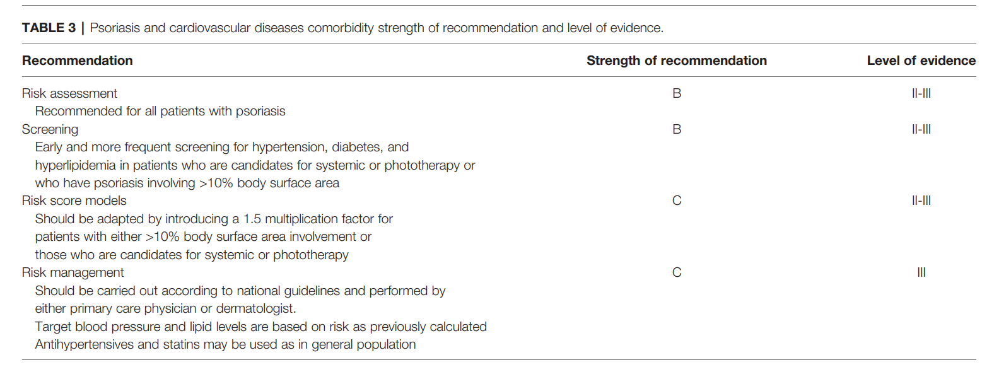 TABLE 3 | Psoriasis and cardiovascular diseases comorbidity strength of recommendation and level of evidence.
Recommendation Strength of recommendation Level of evidence
Risk assessment B II-III
Recommended for all patients with psoriasis
Screening B II-III
Early and more frequent screening for hypertension, diabetes, and
hyperlipidemia in patients who are candidates for systemic or phototherapy or
who have psoriasis involving >10% body surface area
Risk score models C II-III
Should be adapted by introducing a 1.5 multiplication factor for
patients with either >10% body surface area involvement or
those who are candidates for systemic or phototherapy
Risk management C III
Should be carried out according to national guidelines and performed by
either primary care physician or dermatologist.
Target blood pressure and lipid levels are based on risk as previously calculated
Antihypertensives and statins may be used as in general population